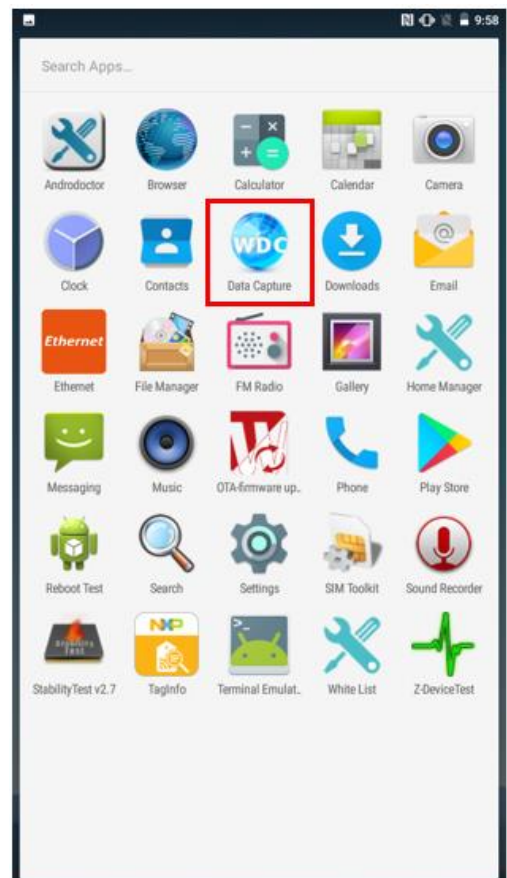 9:58
Search Apps...
Androdoctor Browser Calculator Calendar Camera
WDC
@
Clock Contacts Data Capture Downloads Email
Ethernet
Ethernet File Manager FM Radio Gallery Home Manager
Messaging Music OTA-firmware up.. Phone Play Store
Reboot Test Search Settings SIM Toolkit Sound Recorder
Stability Test NXP >_
StabilityTest v2.7 TagInfo Terminal Emulat.. White List Z-DeviceTest